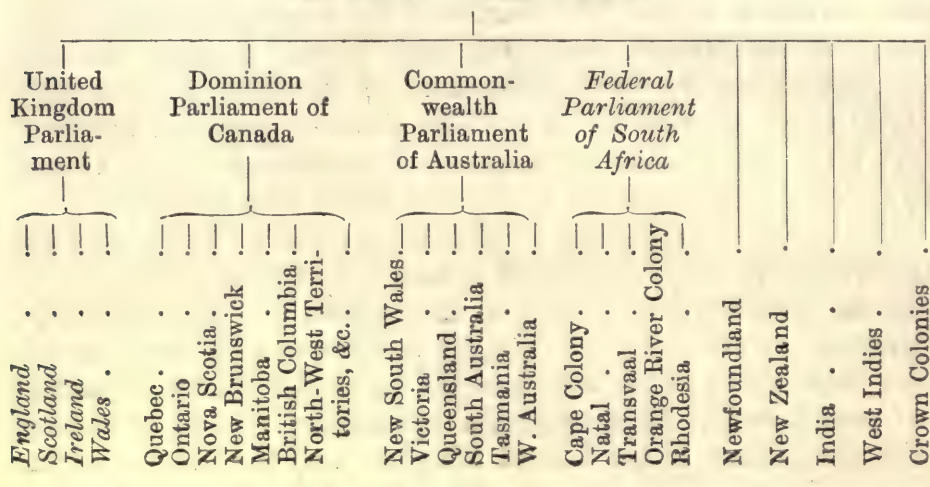 United
Kingdom
Parlia-
ment
Dominion
Parliament of
Canada
Common-
wealth
Parliament
of Australia
Federal
Parliament
of South
Africa
England . .
Scotland . .
Ireland . .
Wales . .
Quebec . . .
Ontario . .
Nova Scotia . .
New Brunswick .
Manitoba . .
British Columbia .
North-West Terri-
tories, &c. .
New South Wales .
Victoria . .
Queensland . .
South Australia .
Tasmania . .
W. Australia .
Cape Colony . .
Natal . . .
Transvaal . .
Orange River Colony
Rhodesia .
Newfoundland .
New Zealand .
India . . .
West Indies . .
Crown Colonies .